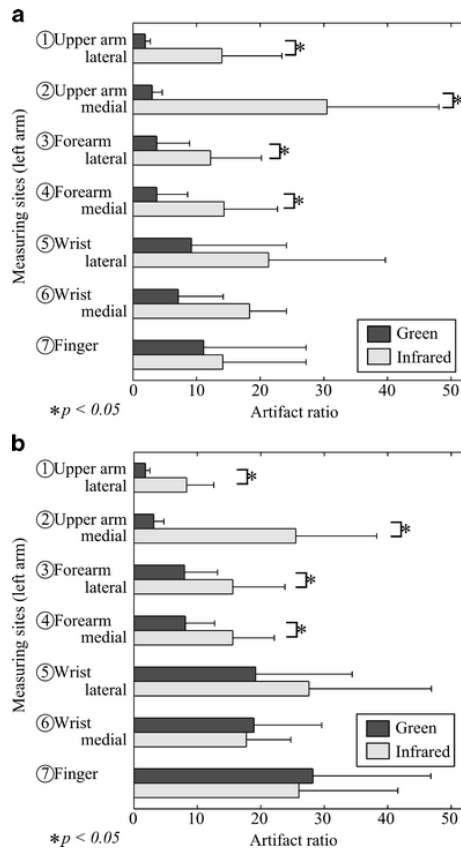 a
Measuring sites (left arm)
①Upper arm
lateral
*
②Upper arm
medial
*
③Forearm
lateral
*
④Forearm
medial
*
⑤Wrist
lateral
⑥Wrist
medial
⑦Finger
Green
Infrared
0 10 20 30 40 50
*p < 0.05
Artifact ratio
b
Measuring sites (left arm)
①Upper arm
lateral
*
②Upper arm
medial
*
③Forearm
lateral
*
④Forearm
medial
*
⑤Wrist
lateral
⑥Wrist
medial
⑦Finger
Green
Infrared
0 10 20 30 40 50
*p < 0.05
Artifact ratio